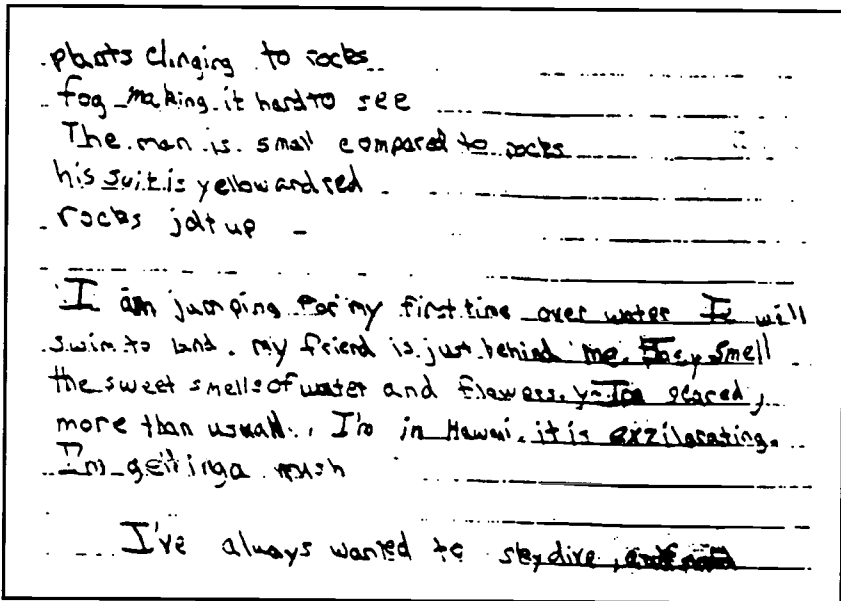 plants clinging to rocks
fog making it hard to see
The man is small compared to rocks
his suit is yellow and red
rocks jolt up
I am jumping for my first time over water I will
swim to land. my friend is just behind me. I smell
the sweet smells of water and flowers. I'm scared,
more than usuall. I'm in Hawaii. it is exzilarating.
I'm getting a rush
I've always wanted to skydive,